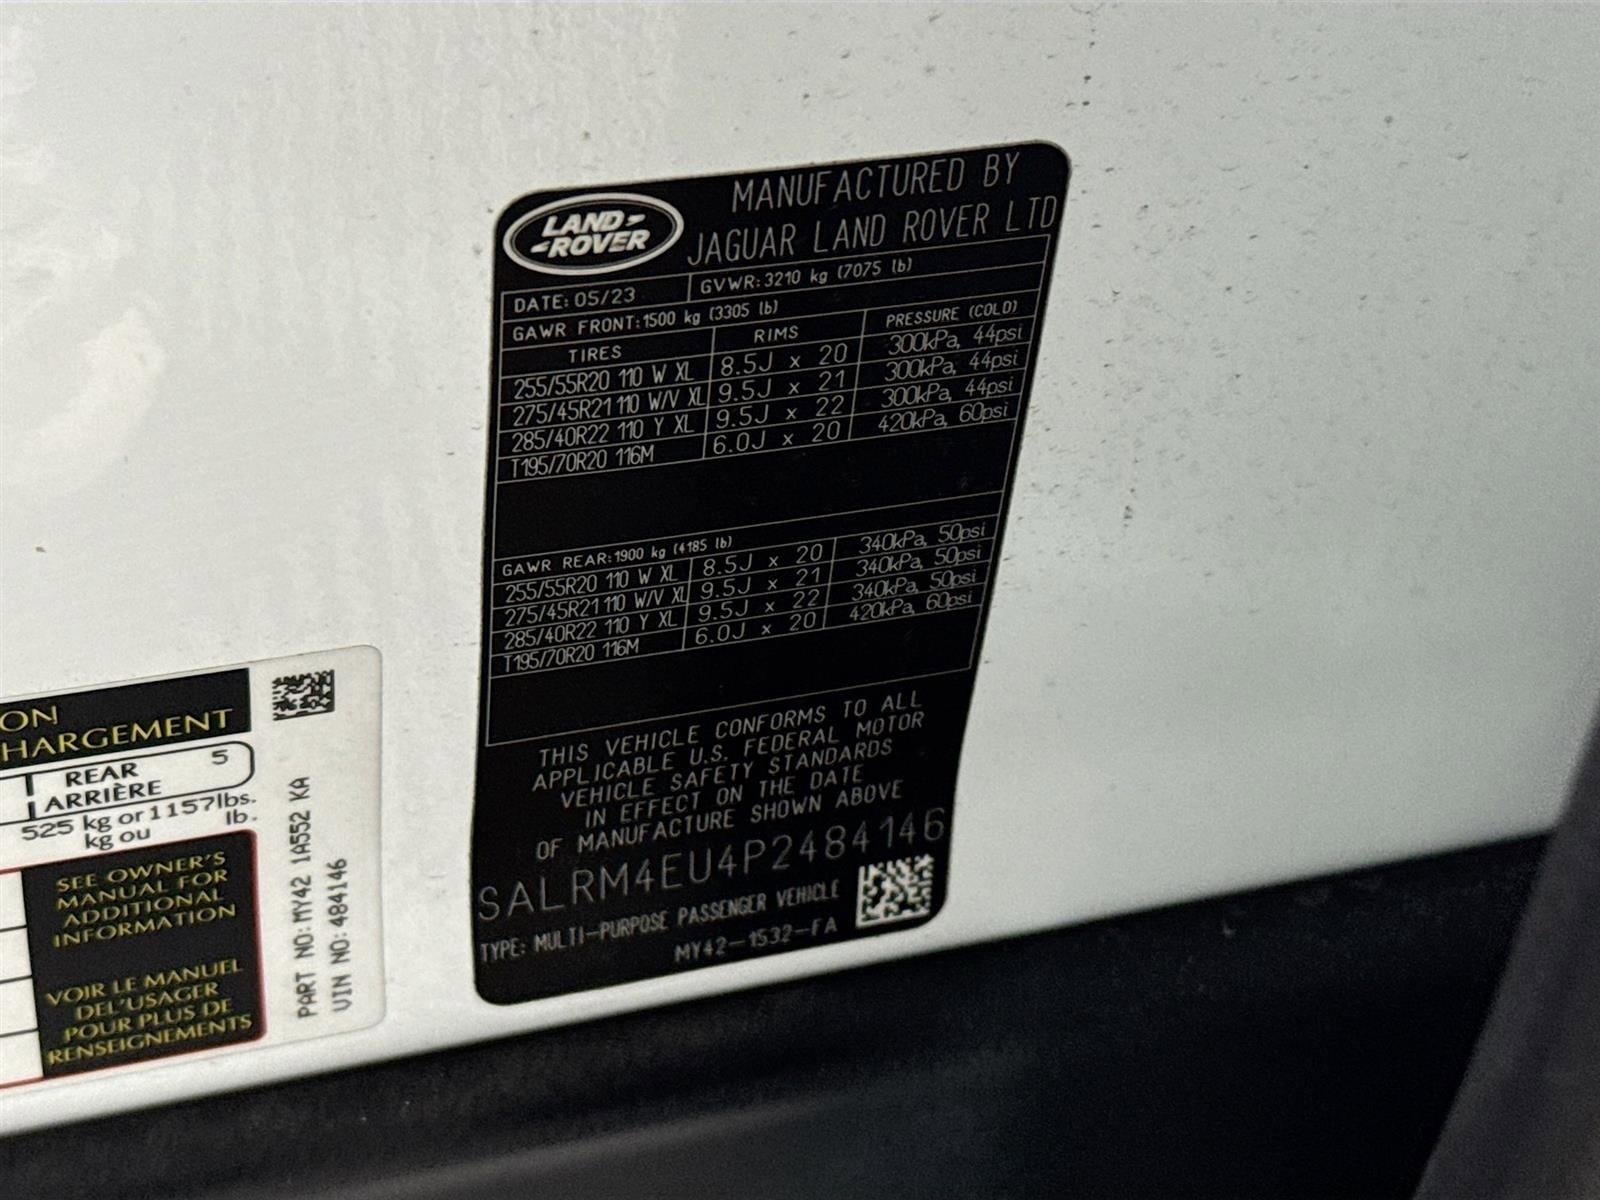 LAND-
-ROVER
MANUFACTURED BY
JAGUAR LAND ROVER LTD
DATE: 05/23 GVWR: 3210 kg (7075 lb)
GAWR FRONT: 1500 kg (3305 lb)
TIRES RIMS PRESSURE (COLD)
255/55R20 110 W XL 8.5J x 20 300kPa, 44psi
275/45R21 110 W/V XL 9.5J x 21 300kPa, 44psi
285/40R22 110 Y XL 9.5J x 22 300kPa, 44psi
T195/70R20 116M 6.0J x 20 420kPa, 60psi
GAWR REAR: 1900 kg (4185 lb)
255/55R20 110 W XL 8.5J x 20 340kPa, 50psi
275/45R21 110 W/V XL 9.5J x 21 340kPa, 50psi
285/40R22 110 Y XL 9.5J x 22 340kPa, 50psi
T195/70R20 116M 6.0J x 20 420kPa, 60psi
THIS VEHICLE CONFORMS TO ALL
APPLICABLE U.S. FEDERAL MOTOR
VEHICLE SAFETY STANDARDS
IN EFFECT ON THE DATE
OF MANUFACTURE SHOWN ABOVE
SALRM4EU4P2484146
TYPE: MULTI-PURPOSE PASSENGER VEHICLE
MY42-1532-FA
ON
HARGEMENT
REAR 5
ARRIÈRE
525 kg or 1157lbs.
kg ou lb.
SEE OWNER'S
MANUAL FOR
ADDITIONAL
INFORMATION
VOIR LE MANUEL
DEL'USAGER
POUR PLUS DE
RENSEIGNEMENTS
PART NO: MY42 1A552 KA
VIN NO: 484146